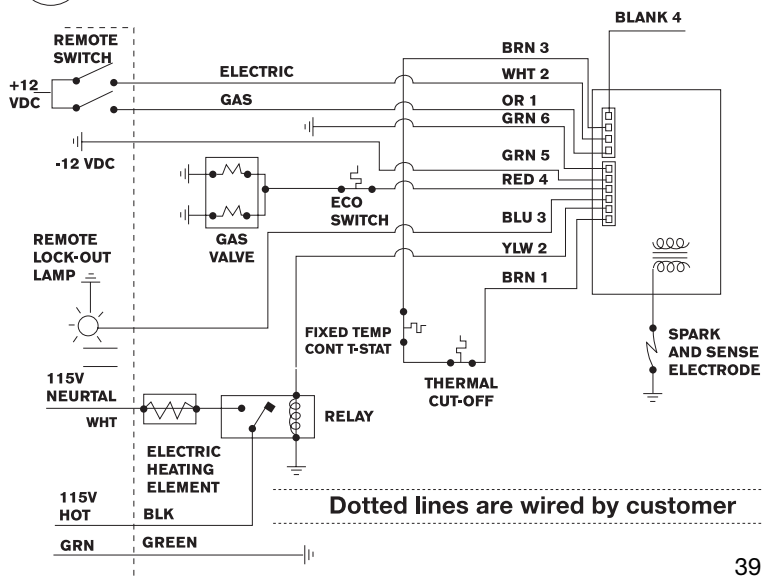 BLANK 4
REMOTE
SWITCH
+12
VDC
ELECTRIC
GAS
-12 VDC
BRN 3
WHT 2
OR 1
GRN 6
GRN 5
RED 4
BLU 3
YLW 2
BRN 1
ECO
SWITCH
GAS
VALVE
REMOTE
LOCK-OUT
LAMP
FIXED TEMP
CONT T-STAT
THERMAL
CUT-OFF
SPARK
AND SENSE
ELECTRODE
115V
NEURTAL
WHT
RELAY
ELECTRIC
HEATING
ELEMENT
115V
HOT
BLK
GRN
GREEN
Dotted lines are wired by customer
39